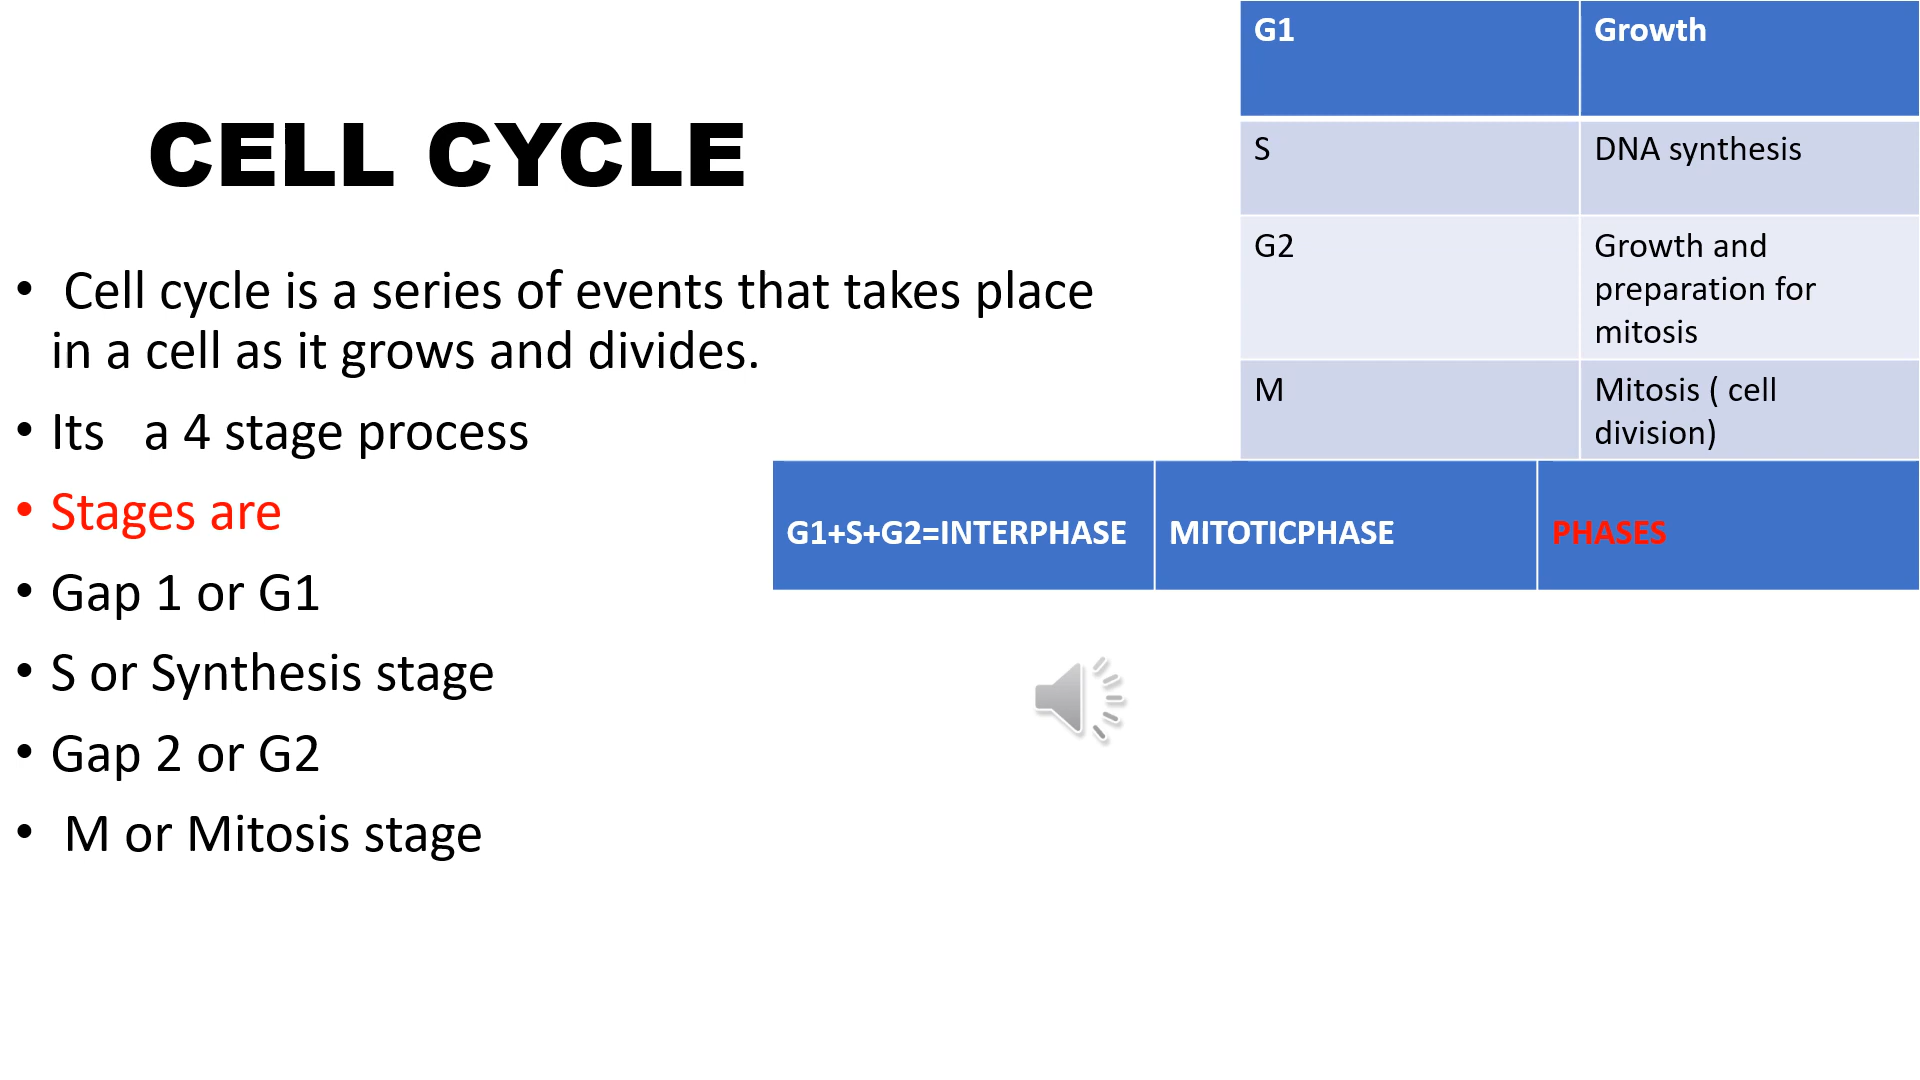 CELL CYCLE
• Cell cycle is a series of events that takes place
in a cell as it grows and divides.
• Its a 4 stage process
• Stages are
• Gap 1 or G1
• S or Synthesis stage
• Gap 2 or G2
• M or Mitosis stage
G1 Growth
S DNA synthesis
G2 Growth and
preparation for
mitosis
M Mitosis ( cell
division)
G1+S+G2=INTERPHASE MITOTICPHASE PHASES